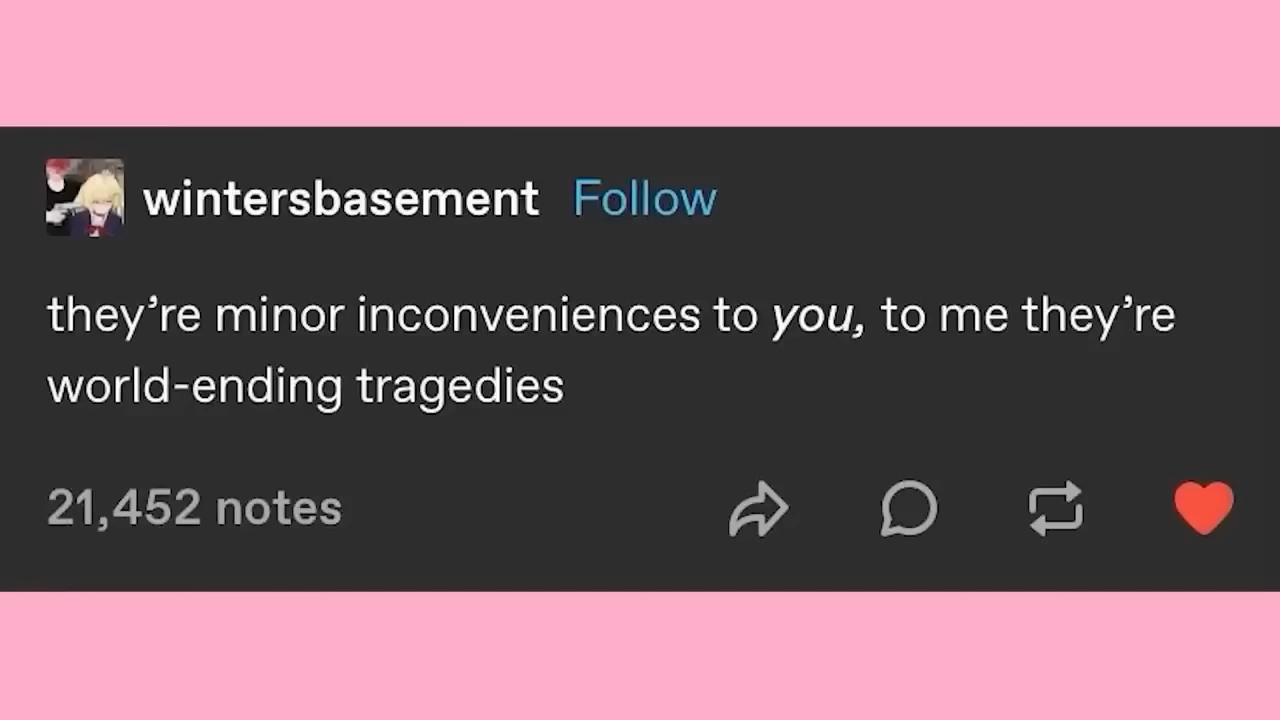 wintersbasement Follow
they’re minor inconveniences to you, to me they’re
world-ending tragedies
21,452 notes